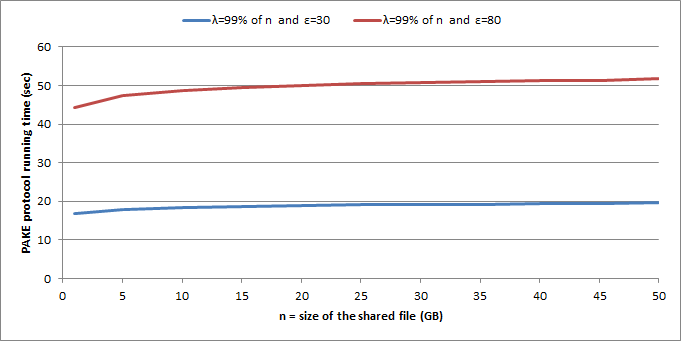 λ=99% of n and ε=30
λ=99% of n and ε=80
PAKE protocol running time (sec)
60
50
40
30
20
10
0
0 5 10 15 20 25 30 35 40 45 50
n = size of the shared file (GB)